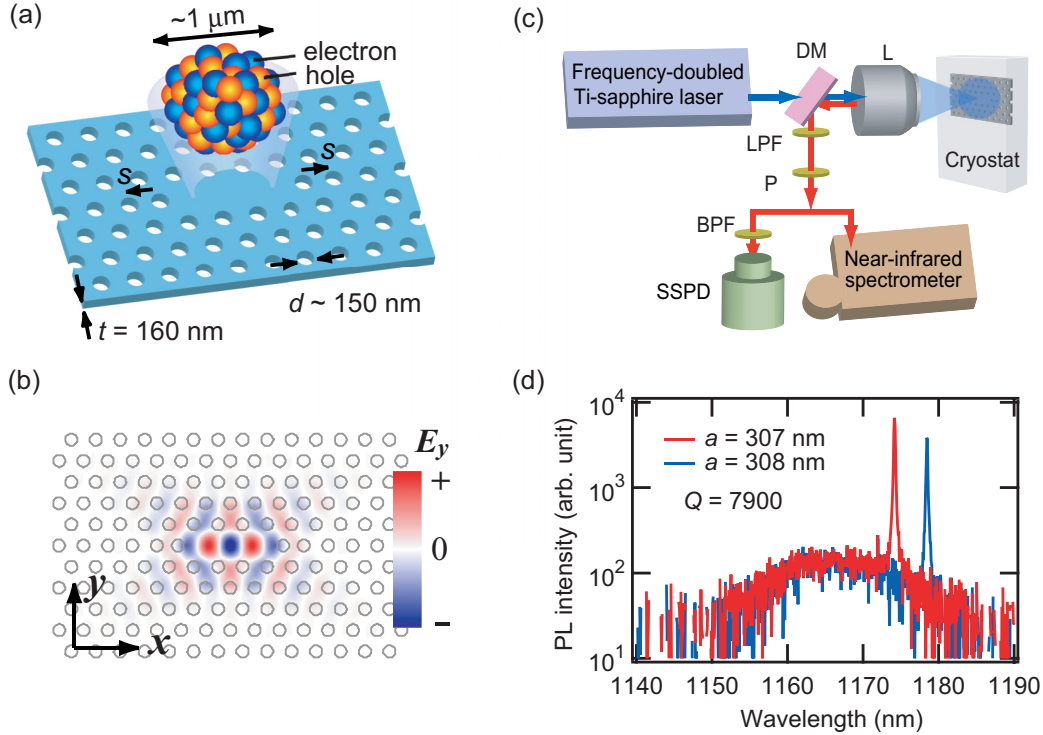 (a)
~1 μm
electron
hole
s
s
d ~ 150 nm
t = 160 nm
(b)
E_y
+
0
−
y
x
(c)
Frequency-doubled
Ti-sapphire laser
DM
L
LPF
P
BPF
SSPD
Near-infrared
spectrometer
Cryostat
(d)
PL intensity (arb. unit)
10^4
10^3
10^2
10^1
a = 307 nm
a = 308 nm
Q = 7900
1140 1150 1160 1170 1180 1190
Wavelength (nm)